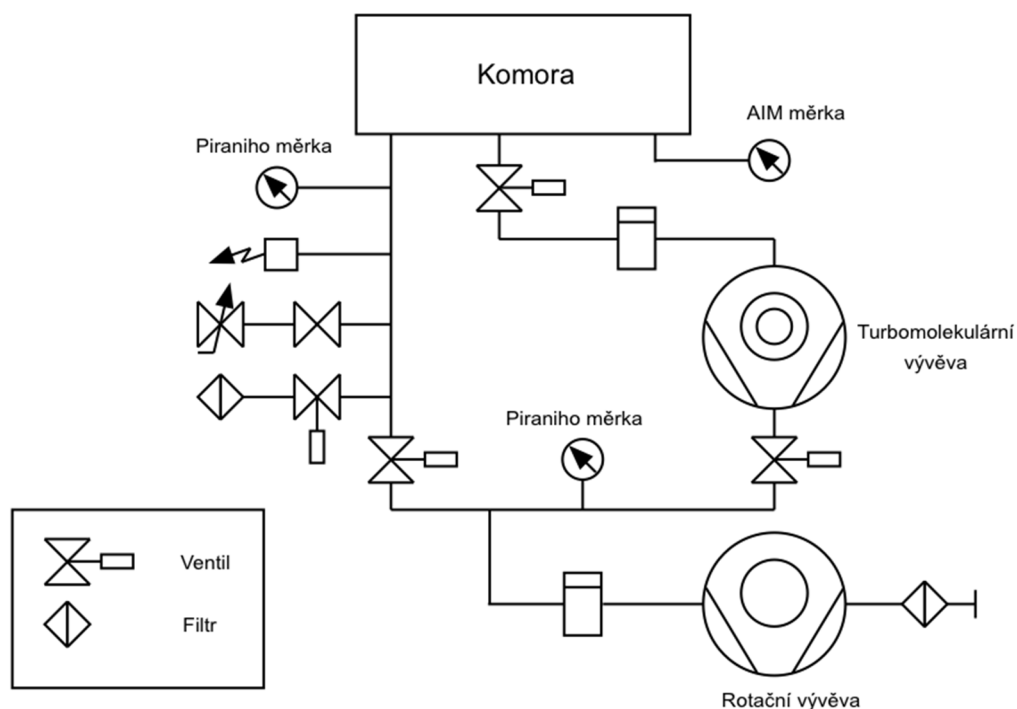 Komora
AIM měrka
Piraniho měrka
Turbomolekulární
vývěva
Piraniho měrka
Ventil
Filtr
Rotační vývěva